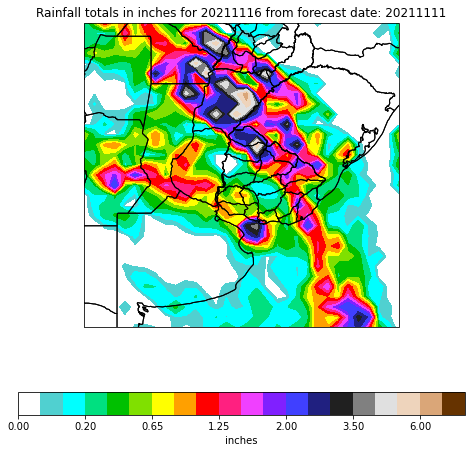 Rainfall totals in inches for 20211116 from forecast date: 20211111
0.00 0.20 0.65 1.25 2.00 3.50 6.00
inches